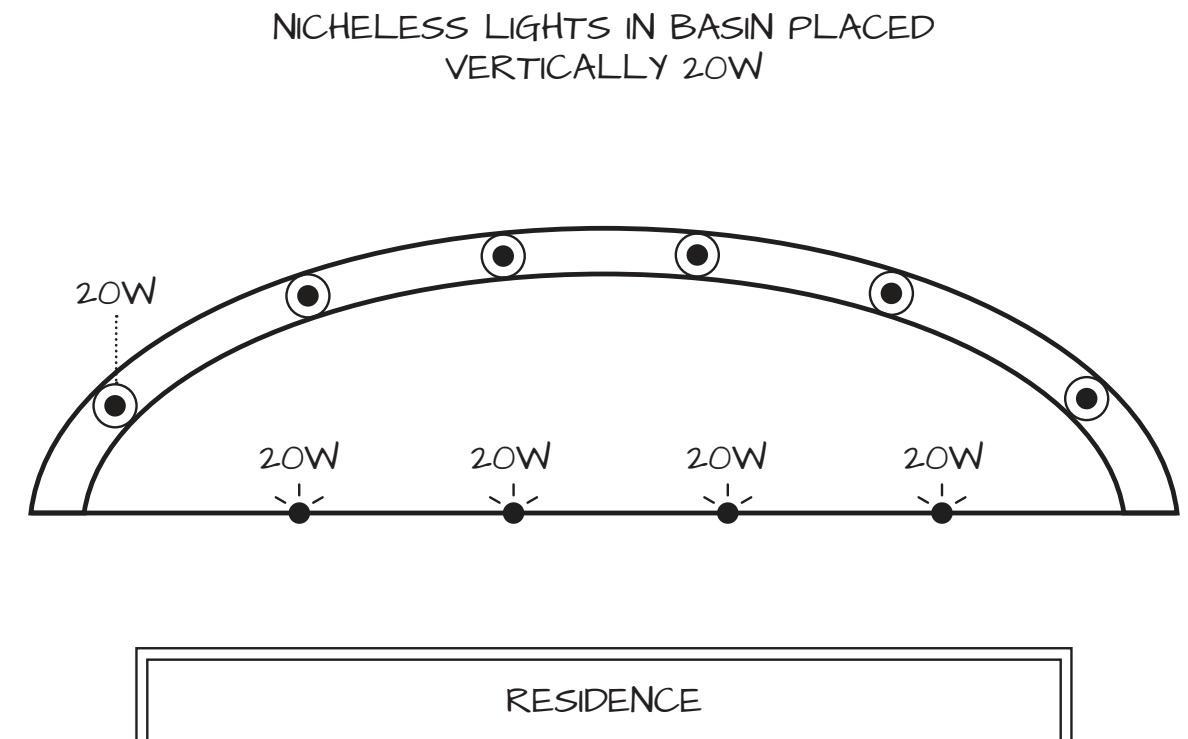 NICHELESS LIGHTS IN BASIN PLACED
VERTICALLY 20W
20W
20W 20W 20W 20W
RESIDENCE